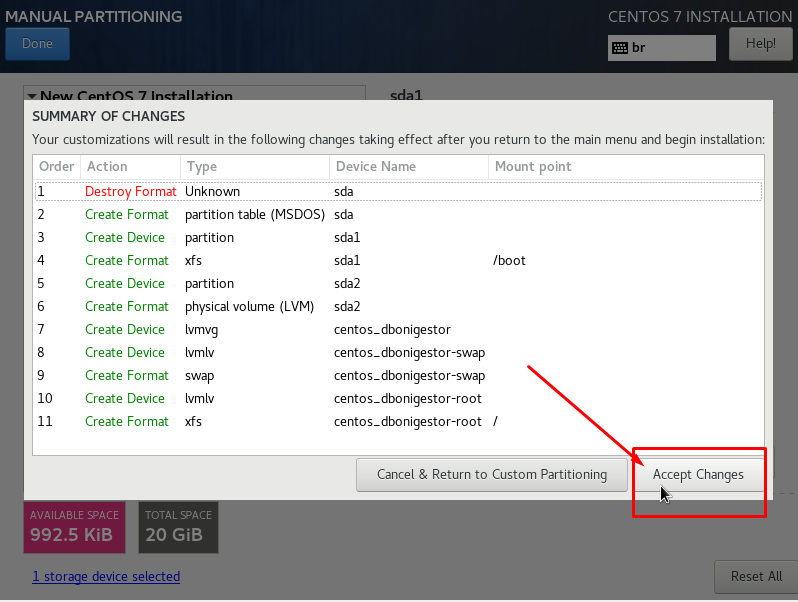 MANUAL PARTITIONING
CENTOS 7 INSTALLATION
Done
br
Help!
New CentOS 7 Installation
sda1
SUMMARY OF CHANGES
Your customizations will result in the following changes taking effect after you return to the main menu and begin installation:
Order Action Type Device Name Mount point
1 Destroy Format Unknown sda
2 Create Format partition table (MSDOS) sda
3 Create Device partition sda1
4 Create Format xfs sda1 /boot
5 Create Device partition sda2
6 Create Format physical volume (LVM) sda2
7 Create Device lvmvg centos_dbonigestor
8 Create Device lvmlv centos_dbonigestor-swap
9 Create Format swap centos_dbonigestor-swap
10 Create Device lvmlv centos_dbonigestor-root
11 Create Format xfs centos_dbonigestor-root /
Cancel & Return to Custom Partitioning
Accept Changes
AVAILABLE SPACE
992.5 KiB
TOTAL SPACE
20 GiB
1 storage device selected
Reset All